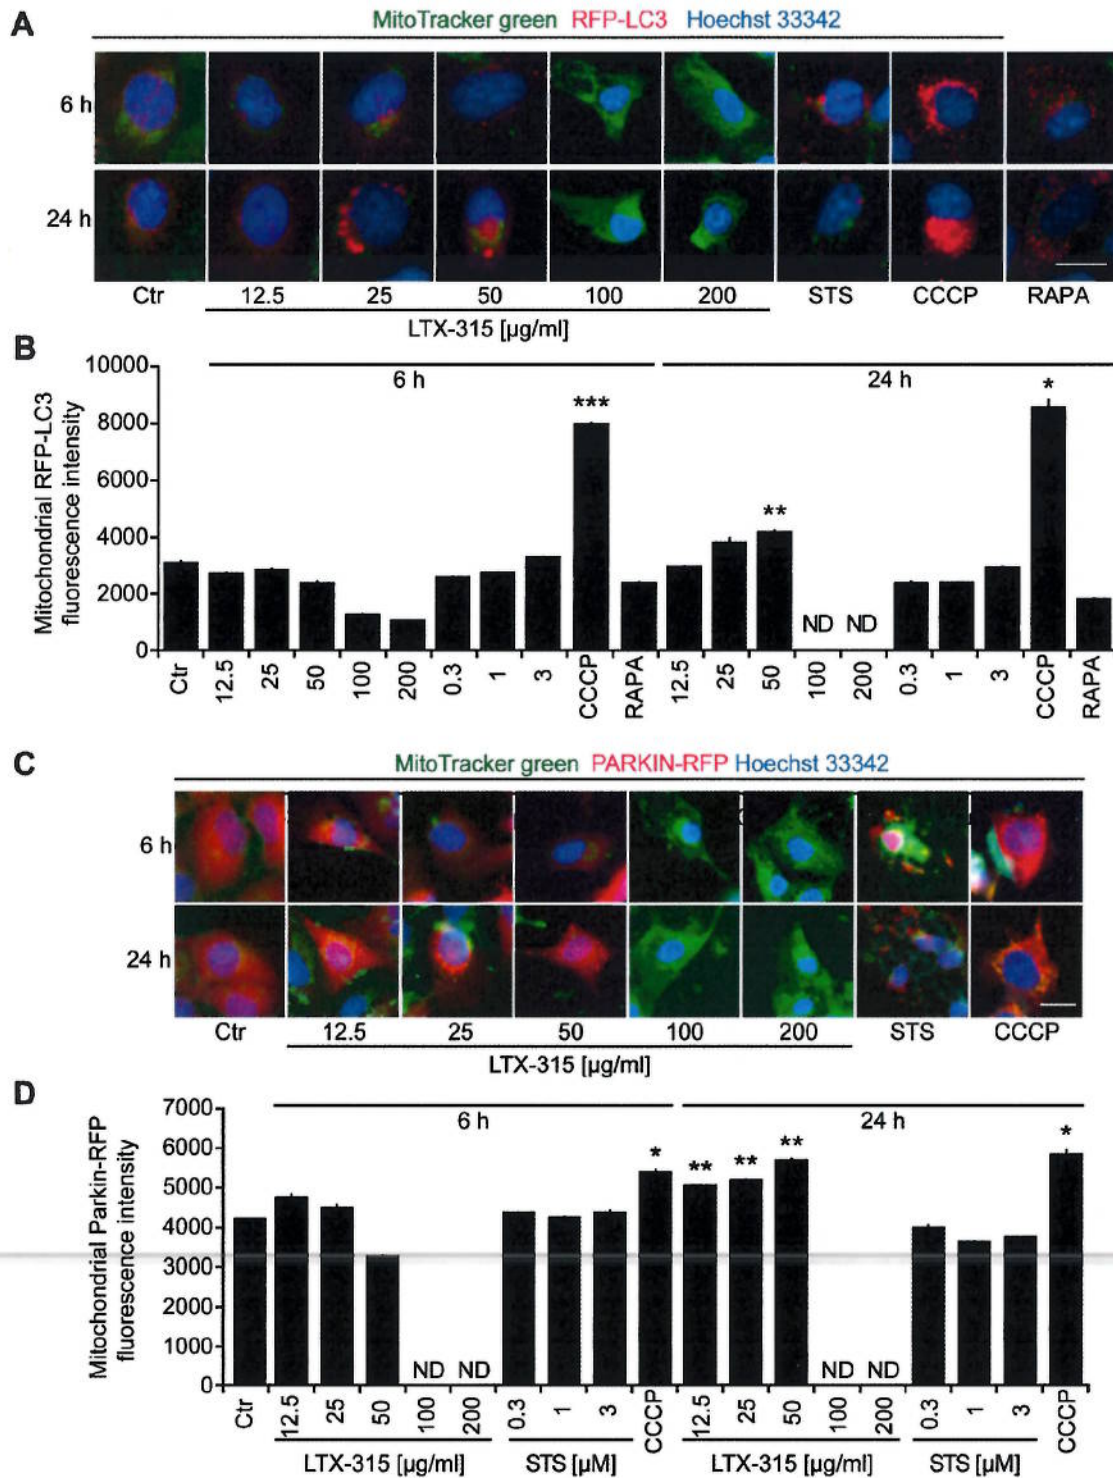 A
MitoTracker green RFP-LC3 Hoechst 33342
6 h
24 h
Ctr 12.5 25 50 100 200 STS CCCP RAPA
LTX-315 [µg/ml]
B
6 h 24 h
Mitochondrial RFP-LC3
fluorescence intensity
10000
8000
6000
4000
2000
0
*** ** *
ND ND
Ctr 12.5 25 50 100 200 0.3 1 3 CCCP RAPA 12.5 25 50 100 200 0.3 1 3 CCCP RAPA
C
MitoTracker green PARKIN-RFP Hoechst 33342
6 h
24 h
Ctr 12.5 25 50 100 200 STS CCCP
LTX-315 [µg/ml]
D
6 h 24 h
Mitochondrial Parkin-RFP
fluorescence intensity
7000
6000
5000
4000
3000
2000
1000
0
* ** ** ** *
ND ND ND ND
Ctr 12.5 25 50 100 200 0.3 1 3 CCCP 12.5 25 50 100 200 0.3 1 3 CCCP
LTX-315 [µg/ml] STS [µM] LTX-315 [µg/ml] STS [µM]